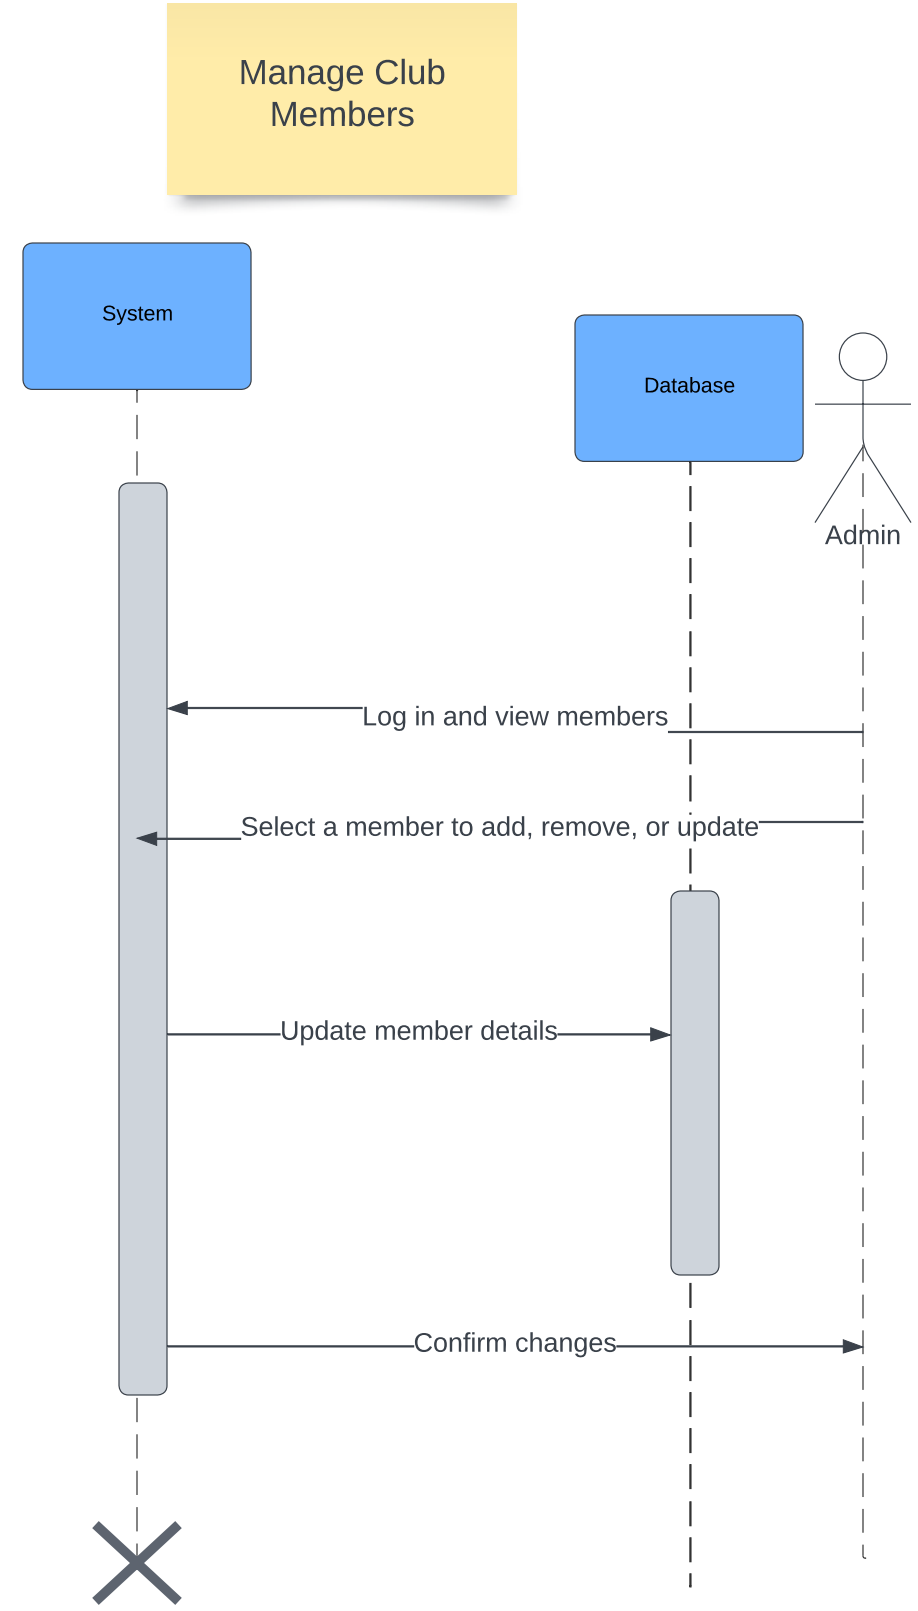 Manage Club
Members
System
Database
Admin
Log in and view members
Select a member to add, remove, or update
Update member details
Confirm changes